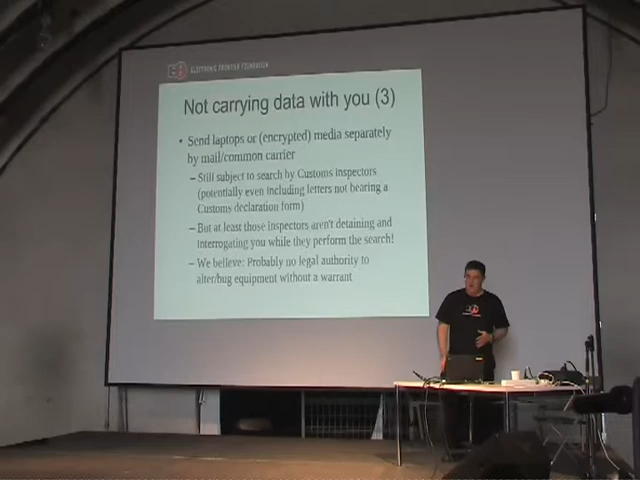 ELECTRONIC FRONTIER FOUNDATION
Not carrying data with you (3)
• Send laptops or (encrypted) media separately
by mail/common carrier
– Still subject to search by Customs inspectors
(potentially even including letters not bearing a
Customs declaration form)
– But at least those inspectors aren't detaining and
interrogating you while they perform the search!
– We believe: Probably no legal authority to
alter/bug equipment without a warrant